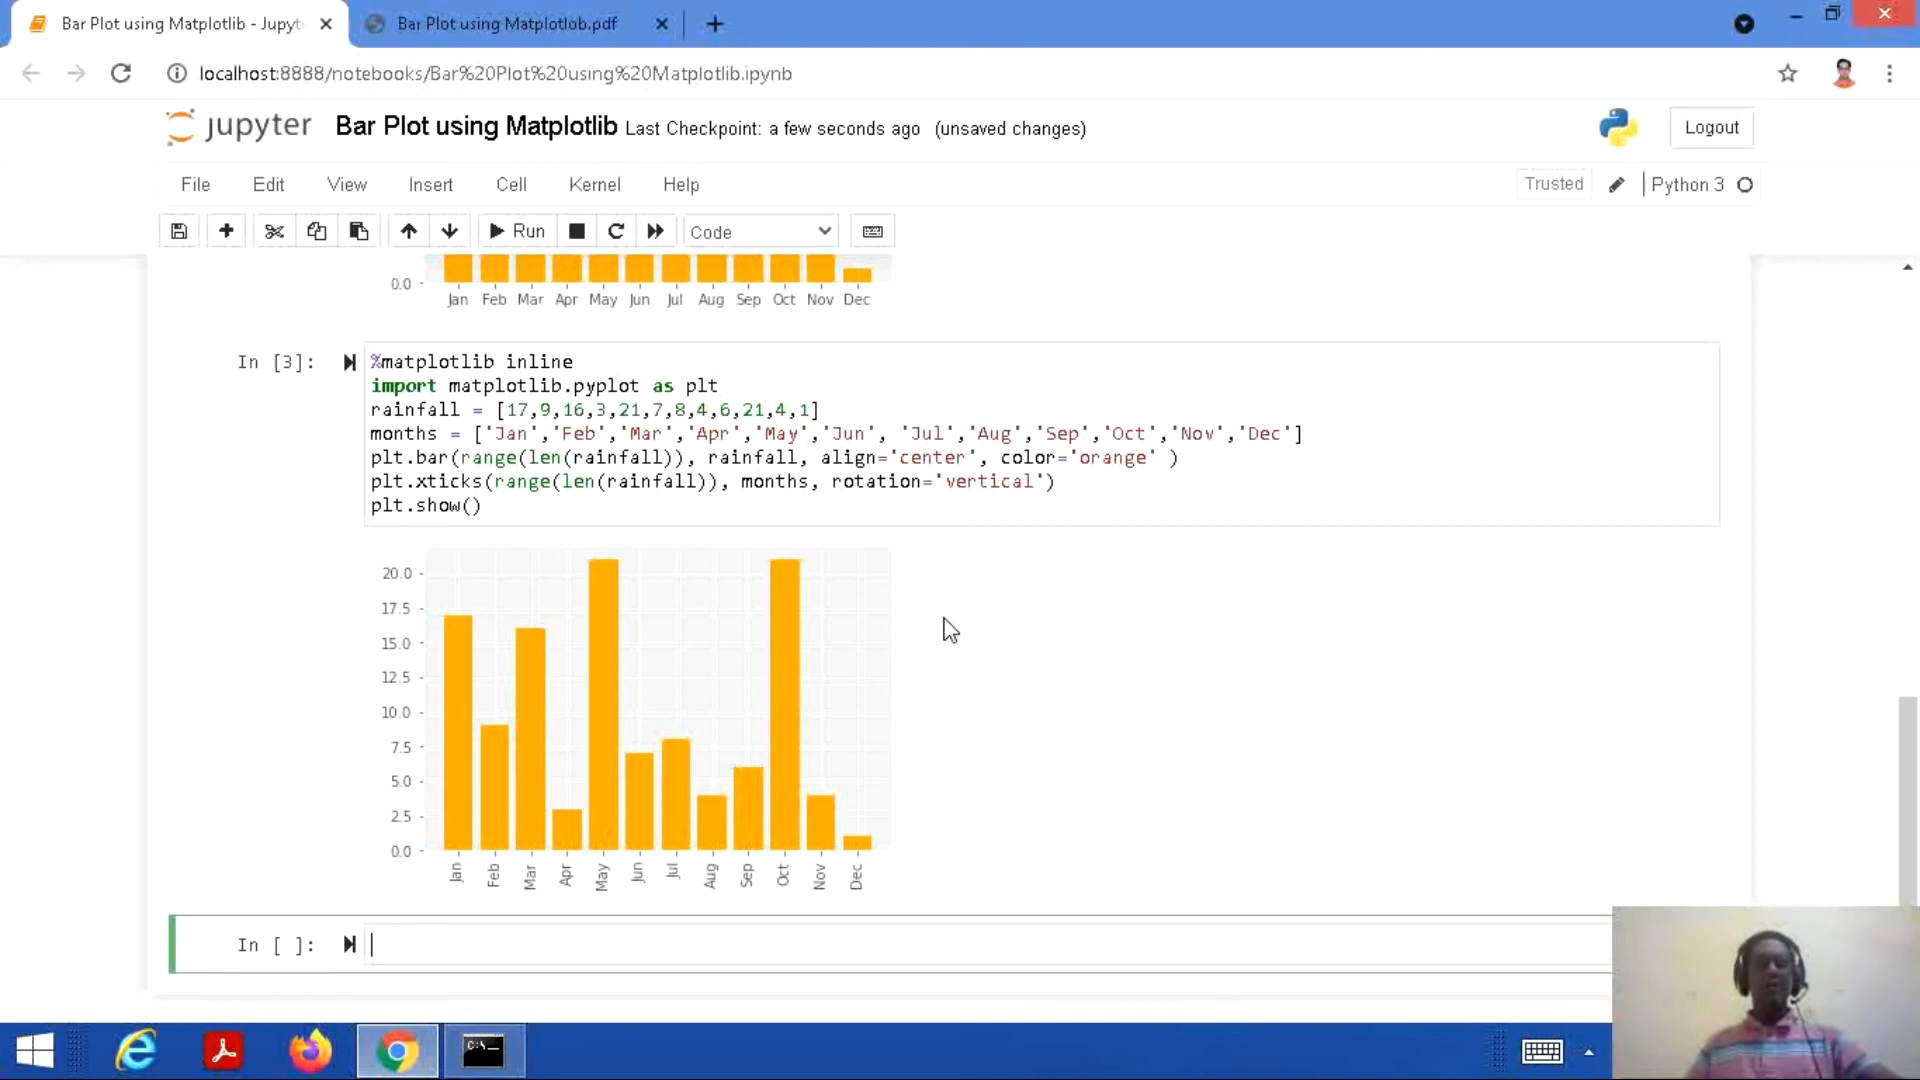 Bar Plot using Matplotlib - Jupyt
Bar Plot using Matplotlob.pdf
localhost:8888/notebooks/Bar%20Plot%20using%20Matplotlib.ipynb
jupyter Bar Plot using Matplotlib Last Checkpoint: a few seconds ago (unsaved changes)
Logout
File Edit View Insert Cell Kernel Help
Trusted Python 3
Run Code
0.0
Jan Feb Mar Apr May Jun Jul Aug Sep Oct Nov Dec
In [3]:
%matplotlib inline
import matplotlib.pyplot as plt
rainfall = [17,9,16,3,21,7,8,4,6,21,4,1]
months = ['Jan','Feb','Mar','Apr','May','Jun', 'Jul','Aug','Sep','Oct','Nov','Dec']
plt.bar(range(len(rainfall)), rainfall, align='center', color='orange' )
plt.xticks(range(len(rainfall)), months, rotation='vertical')
plt.show()
20.0
17.5
15.0
12.5
10.0
7.5
5.0
2.5
0.0
Jan Feb Mar Apr May Jun Jul Aug Sep Oct Nov Dec
In [ ]:
C:\_